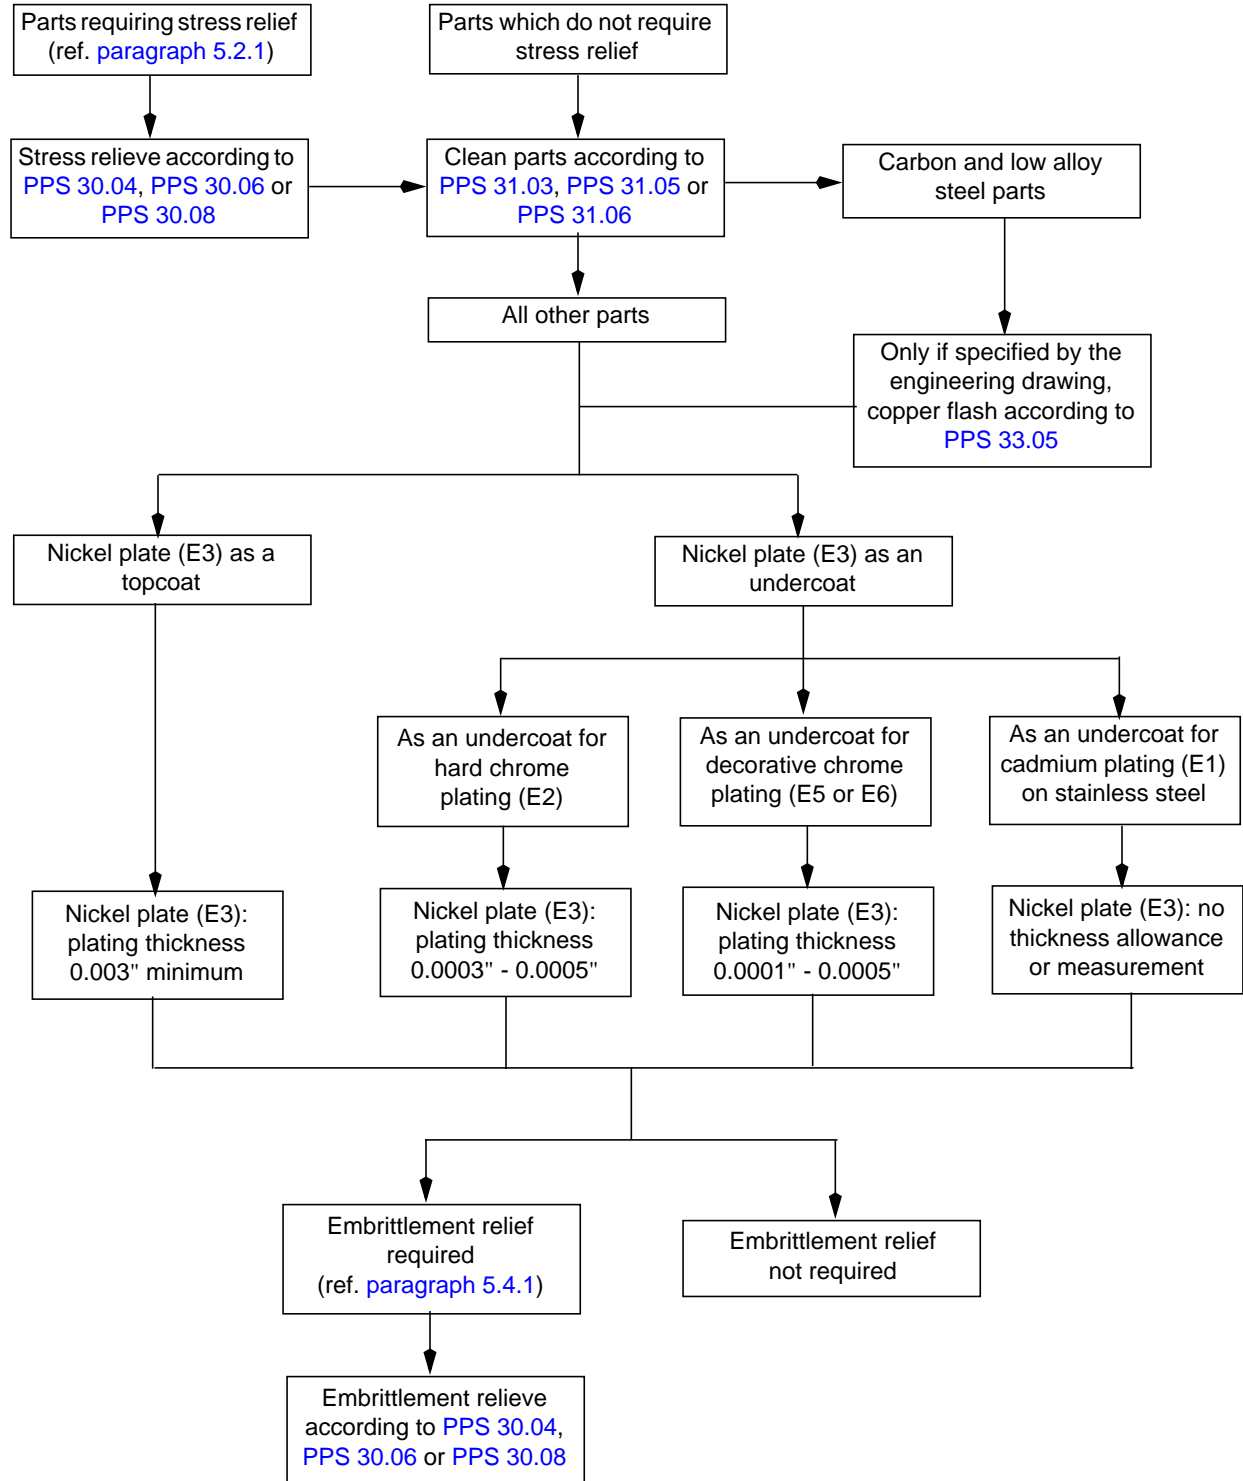 Parts requiring stress relief
(ref. paragraph 5.2.1)
Parts which do not require
stress relief
Stress relieve according to
PPS 30.04, PPS 30.06 or
PPS 30.08
Clean parts according to
PPS 31.03, PPS 31.05 or
PPS 31.06
Carbon and low alloy
steel parts
All other parts
Only if specified by the
engineering drawing,
copper flash according to
PPS 33.05
Nickel plate (E3) as a
topcoat
Nickel plate (E3) as an
undercoat
As an undercoat for
hard chrome
plating (E2)
As an undercoat for
decorative chrome
plating (E5 or E6)
As an undercoat for
cadmium plating (E1)
on stainless steel
Nickel plate (E3):
plating thickness
0.003" minimum
Nickel plate (E3):
plating thickness
0.0003" - 0.0005"
Nickel plate (E3):
plating thickness
0.0001" - 0.0005"
Nickel plate (E3): no
thickness allowance
or measurement
Embrittlement relief
required
(ref. paragraph 5.4.1)
Embrittlement relief
not required
Embrittlement relieve
according to PPS 30.04,
PPS 30.06 or PPS 30.08